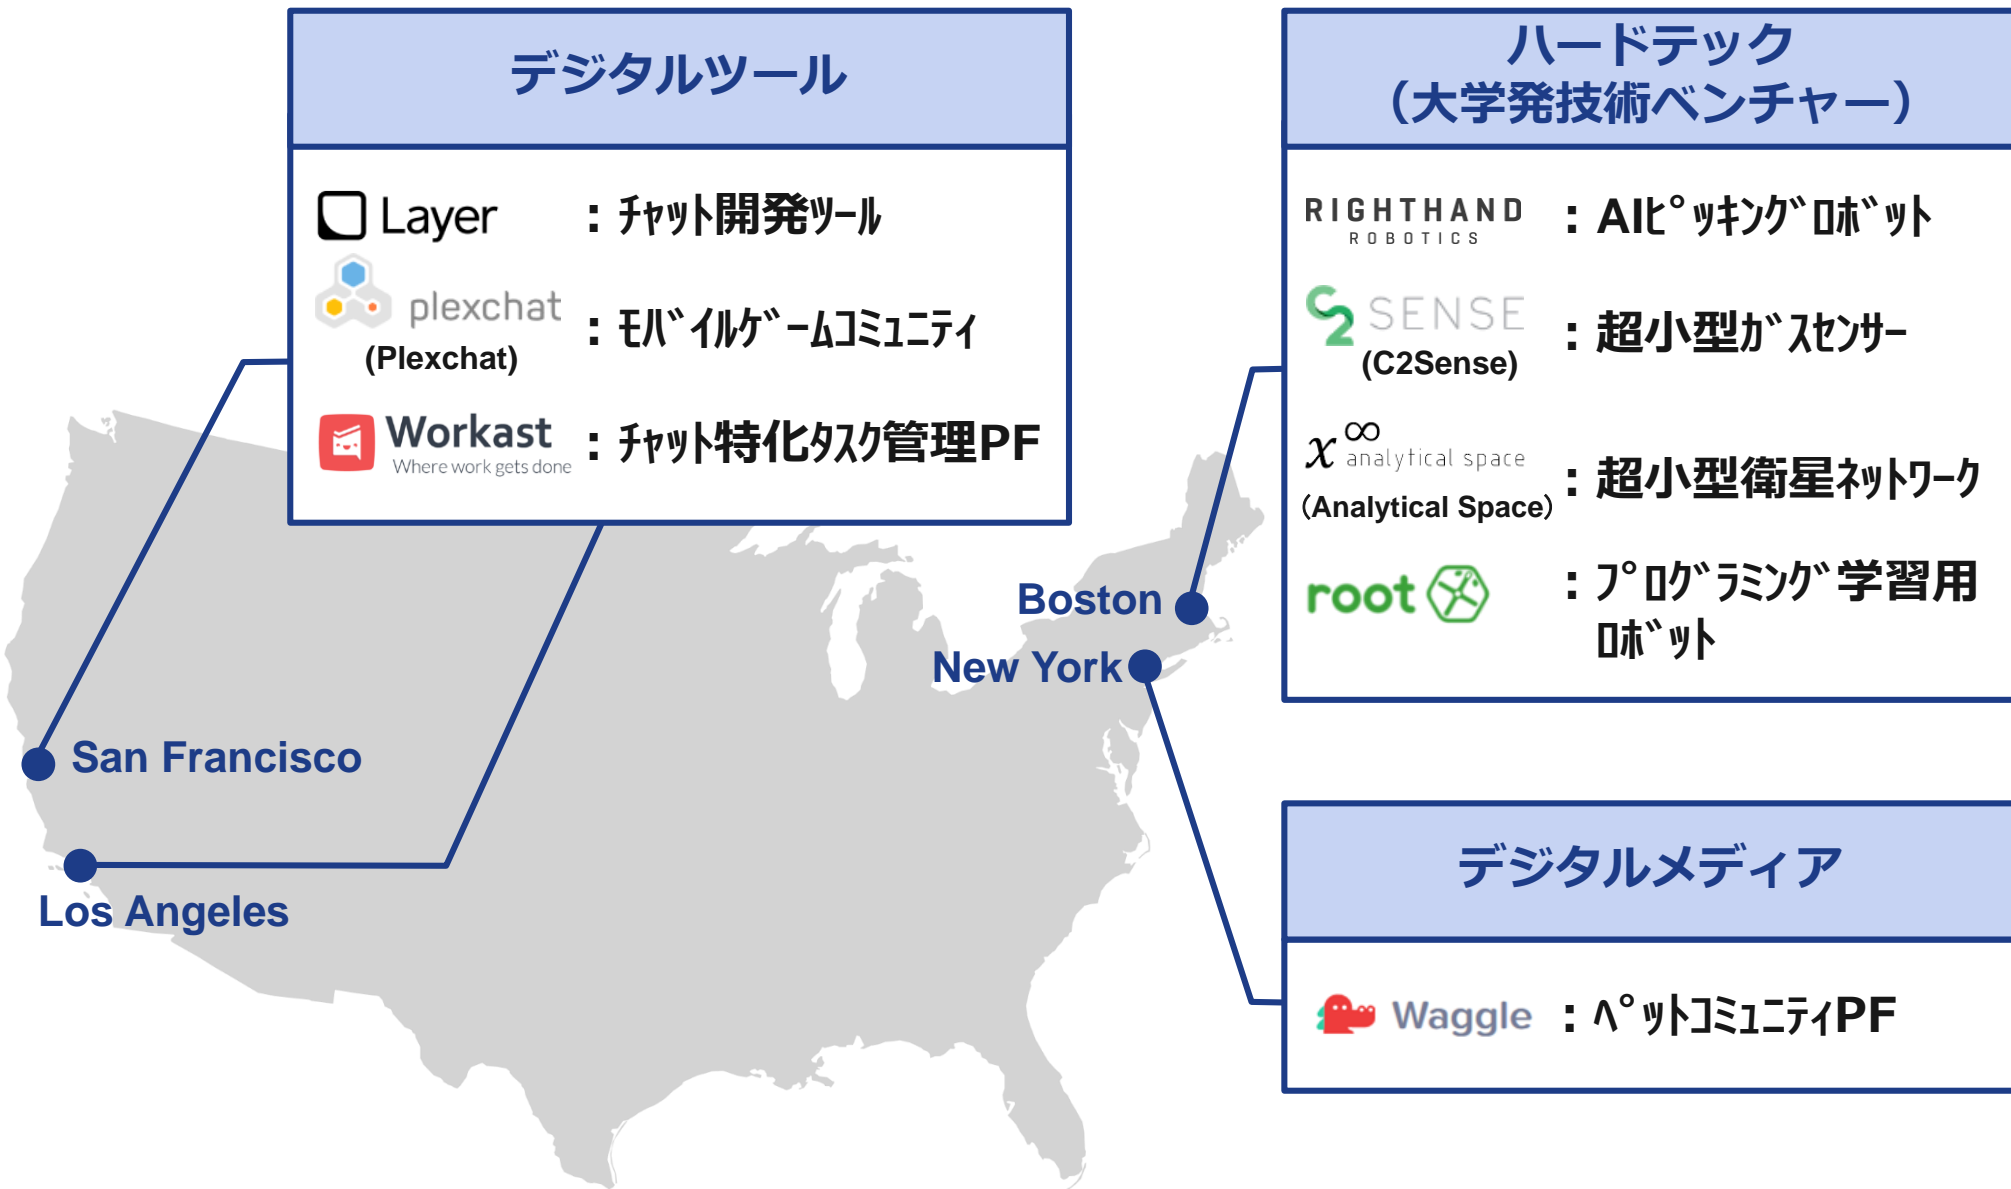 デジタルツール
Layer ：ﾁｬｯﾄ開発ﾂｰﾙ
plexchat
(Plexchat)
：ﾓﾊﾞｲﾙｹﾞｰﾑｺﾐｭﾆﾃｨ
Workast
Where work gets done
：ﾁｬｯﾄ特化ﾀｽｸ管理PF
ハードテック
（大学発技術ベンチャー）
RIGHTHAND
ROBOTICS
：AIﾋﾟｯｷﾝｸﾞﾛﾎﾞｯﾄ
C2 SENSE
(C2Sense)
：超小型ｶﾞｽｾﾝｻｰ
x∞
analytical space
（Analytical Space）
：超小型衛星ﾈｯﾄﾜｰｸ
root ：ﾌﾟﾛｸﾞﾗﾐﾝｸﾞ学習用
ﾛﾎﾞｯﾄ
Boston
New York
San Francisco
Los Angeles
デジタルメディア
Waggle ：ﾍﾟｯﾄｺﾐｭﾆﾃｨPF